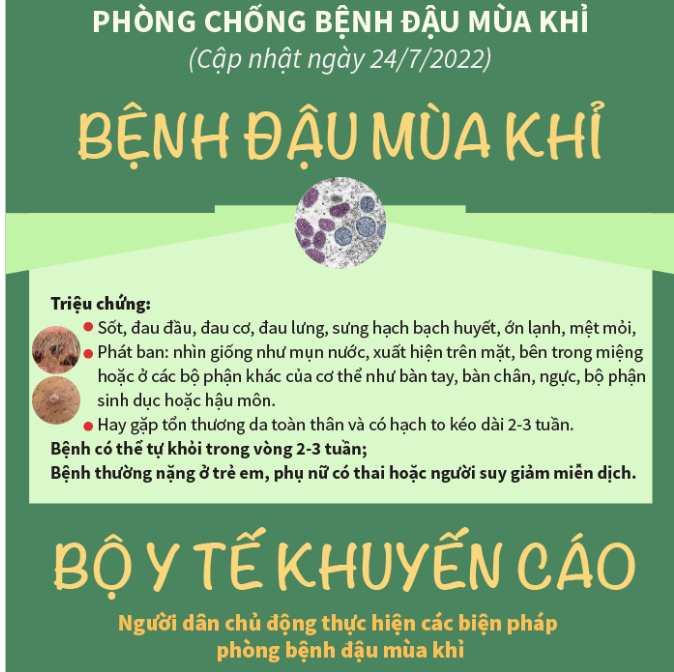 PHÒNG CHỐNG BỆNH ĐẬU MÙA KHỈ
(Cập nhật ngày 24/7/2022)
BỆNH ĐẬU MÙA KHỈ
Triệu chứng:
Sốt, đau đầu, đau cơ, đau lưng, sưng hạch bạch huyết, ớn lạnh, mệt mỏi,
Phát ban: nhìn giống như mụn nước, xuất hiện trên mặt, bên trong miệng
hoặc ở các bộ phận khác của cơ thể như bàn tay, bàn chân, ngực, bộ phận
sinh dục hoặc hậu môn.
Hay gặp tổn thương da toàn thân và có hạch to kéo dài 2-3 tuần.
Bệnh có thể tự khỏi trong vòng 2-3 tuần;
Bệnh thường nặng ở trẻ em, phụ nữ có thai hoặc người suy giảm miễn dịch.
BỘ Y TẾ KHUYẾN CÁO
Người dân chủ động thực hiện các biện pháp
phòng bệnh đậu mùa khỉ